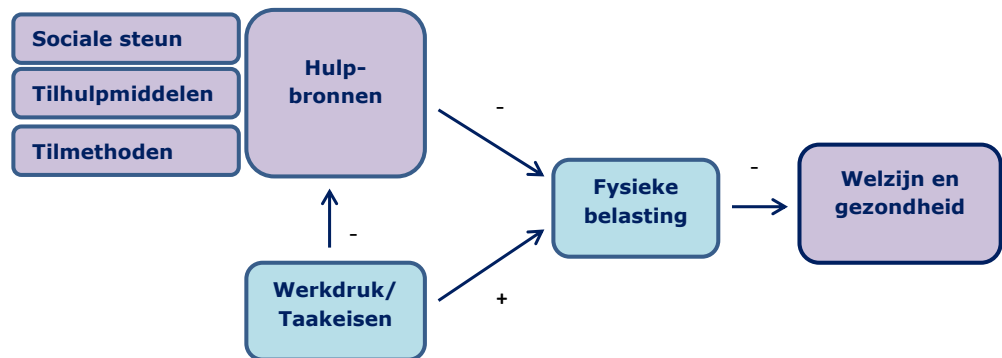 Sociale steun
Tilhulpmiddelen
Tilmethoden
Hulp-
bronnen
-
-
Werkdruk/
Taakeisen
+
Fysieke
belasting
-
Welzijn en
gezondheid